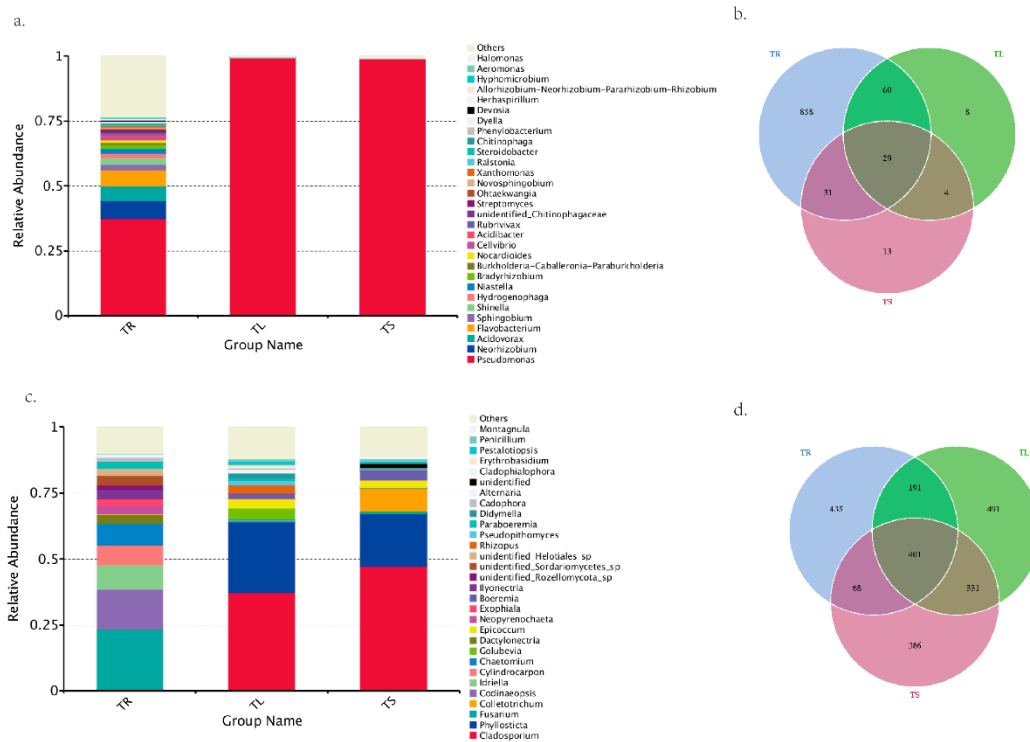 a.
1
0.75
0.5
0.25
0
Relative Abundance
TR
TL
TS
Group Name
Others
Halomonas
Aeromonas
Hyphomicrobium
Allorhizobium-Neorhizobium-Pararhizobium-Rhizobium
Herbaspirillum
Devosia
Dyella
Phenylobacterium
Chitinophaga
Steroidobacter
Ralstonia
Xanthomonas
Novosphingobium
Ohtaekwangia
Streptomyces
unidentified_Chitinophagaceae
Rubrivivax
Acidibacter
Cellvibrio
Nocardioides
Burkholderia-Caballeronia-Paraburkholderia
Bradyrhizobium
Niastella
Hydrogenophaga
Shinella
Sphingobium
Flavobacterium
Acidovorax
Neorhizobium
Pseudomonas
b.
TR
TL
858
60
8
29
31
4
13
TS
c.
1
0.75
0.5
0.25
0
Relative Abundance
TR
TL
TS
Group Name
Others
Montagnula
Penicillium
Pestalotiopsis
Erythrobasidium
Cladophialophora
unidentified
Alternaria
Cadophora
Didymella
Paraboeremia
Pseudopithomyces
Rhizopus
unidentified_Helotiales_sp
unidentified_Sordariomycetes_sp
unidentified_Rozellomycota_sp
Ilyonectria
Boeremia
Exophiala
Neopyrenochaeta
Epicoccum
Dactylonectria
Golubevia
Chaetomium
Cylindrocarpon
Idriella
Codinaeopsis
Colletotrichum
Fusarium
Phyllosticta
Cladosporium
d.
TR
TL
435
191
491
401
68
331
386
TS